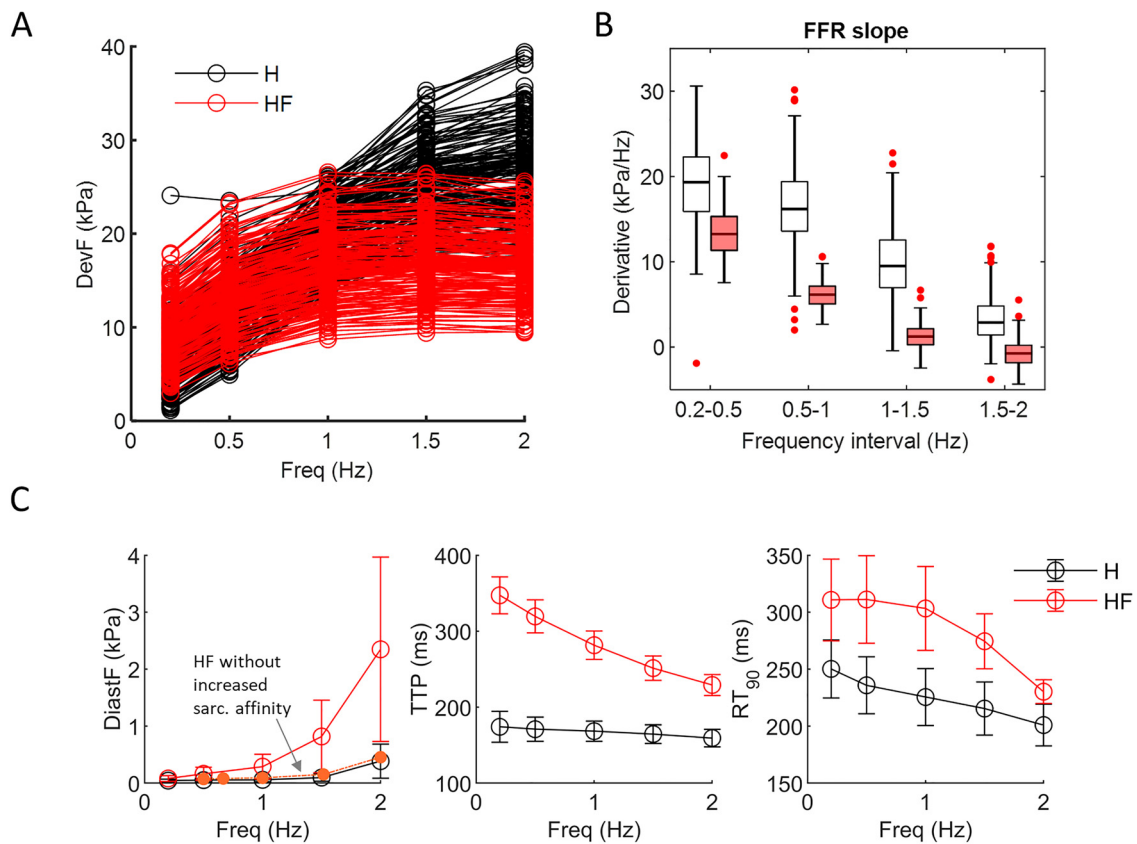 A
40
30
20
10
0
DevF (kPa)
H
HF
0
0.5
1
1.5
2
Freq (Hz)
B
FFR slope
30
20
10
0
Derivative (kPa/Hz)
0.2-0.5
0.5-1
1-1.5
1.5-2
Frequency interval (Hz)
C
4
3
2
1
0
DiastF (kPa)
HF without
increased
sarc. affinity
0
1
2
Freq (Hz)
400
300
200
100
TTP (ms)
0
1
2
Freq (Hz)
350
300
250
200
150
RT90 (ms)
0
1
2
Freq (Hz)
H
HF